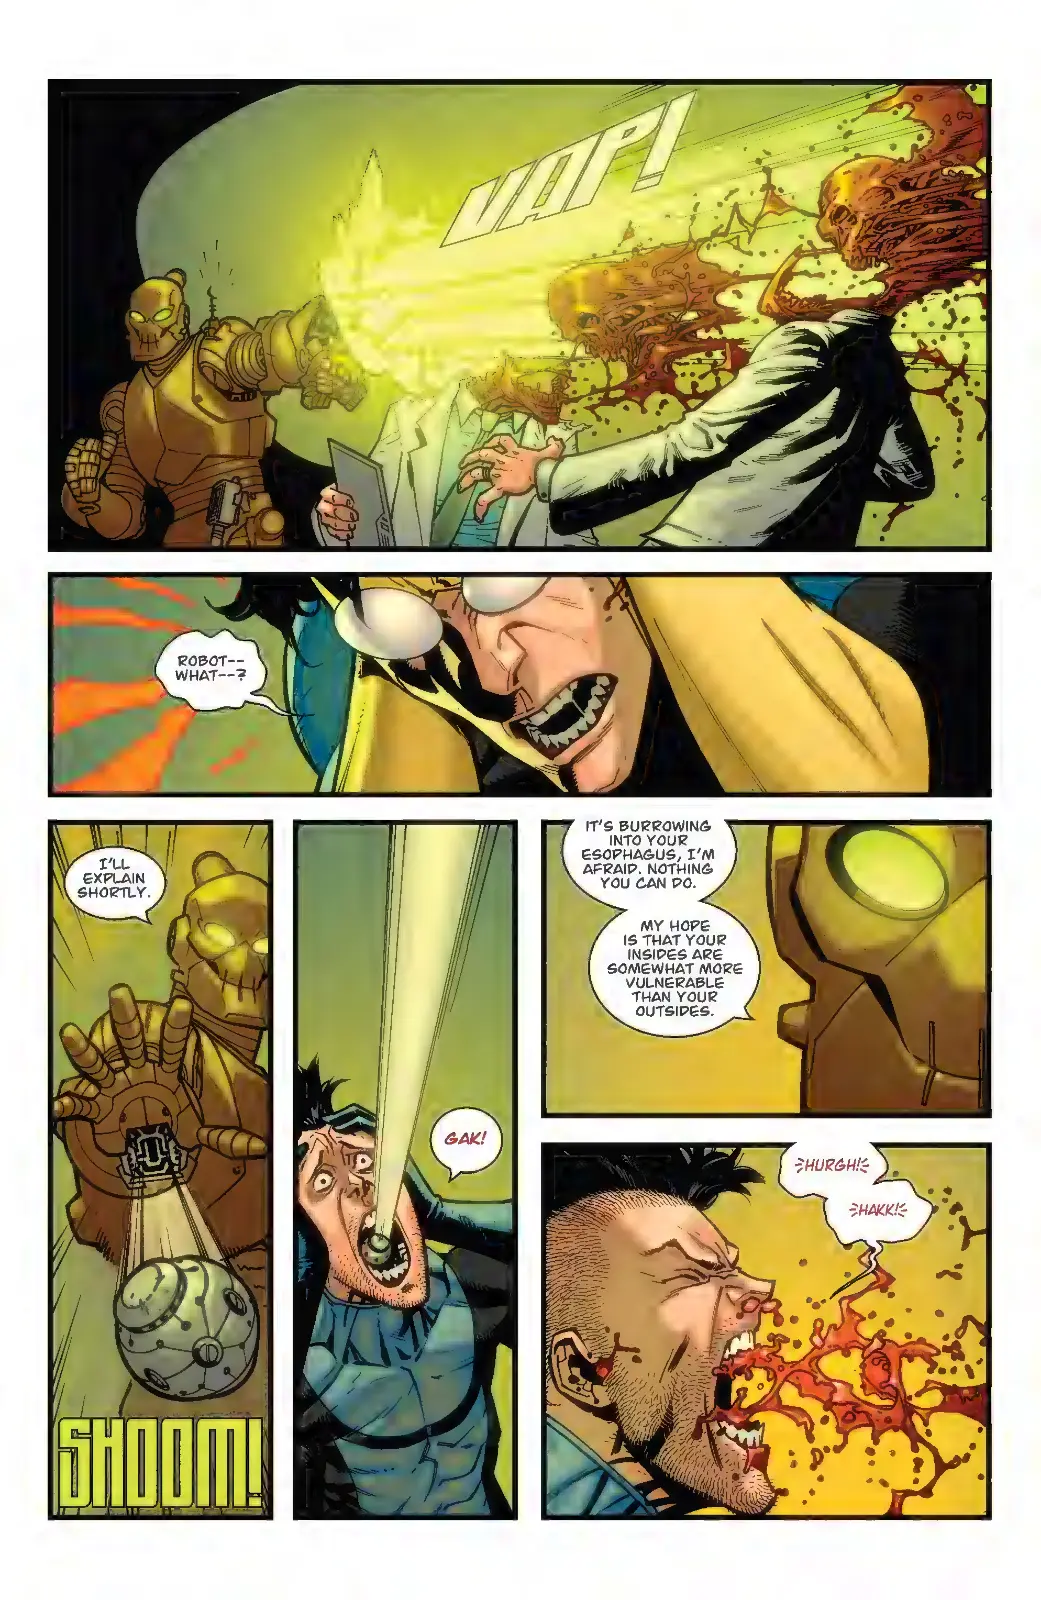 VAP!
ROBOT--
WHAT--?
I'LL
EXPLAIN
SHORTLY.
SHOOM!
GAK!
IT'S BURROWING
INTO YOUR
ESOPHAGUS, I'M
AFRAID. NOTHING
YOU CAN DO.
MY HOPE
IS THAT YOUR
INSIDES ARE
SOMEWHAT MORE
VULNERABLE
THAN YOUR
OUTSIDES.
HURGH!
HAKK!